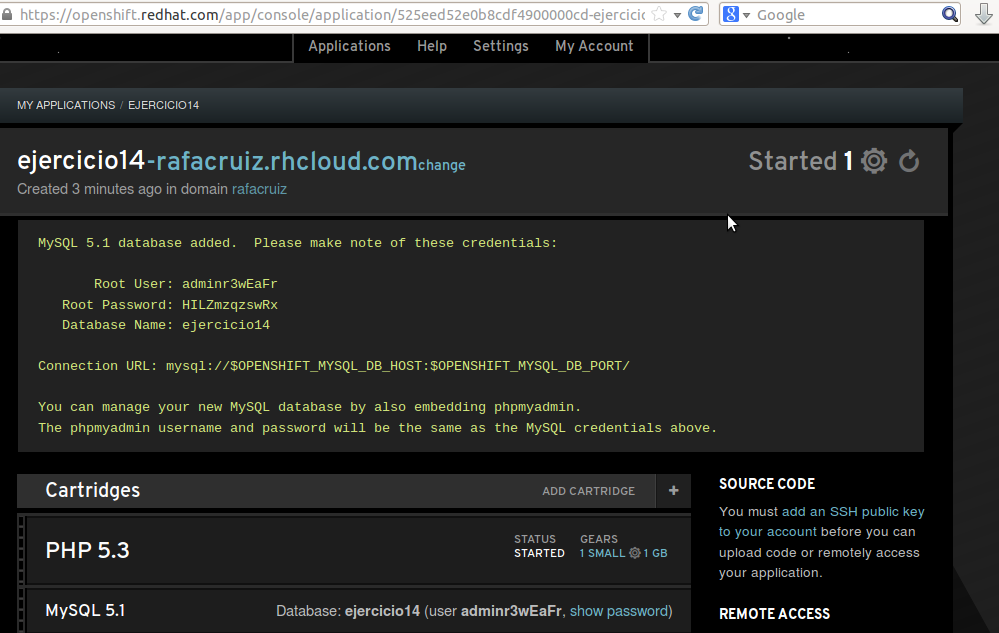 https://openshift.redhat.com/app/console/application/525eed52e0b8cdf4900000cd-ejercicio
Google
Applications Help Settings My Account
MY APPLICATIONS / EJERCICIO14
ejercicio14-rafacruiz.rhcloud.com change
Started 1
Created 3 minutes ago in domain rafacruiz
MySQL 5.1 database added. Please make note of these credentials:
Root User: adminr3wEaFr
Root Password: HILZmzqzswRx
Database Name: ejercicio14
Connection URL: mysql://$OPENSHIFT_MYSQL_DB_HOST:$OPENSHIFT_MYSQL_DB_PORT/
You can manage your new MySQL database by also embedding phpmyadmin.
The phpmyadmin username and password will be the same as the MySQL credentials above.
Cartridges
ADD CARTRIDGE +
PHP 5.3
STATUS GEARS
STARTED 1 SMALL 1 GB
MySQL 5.1
Database: ejercicio14 (user adminr3wEaFr, show password)
SOURCE CODE
You must add an SSH public key
to your account before you can
upload code or remotely access
your application.
REMOTE ACCESS